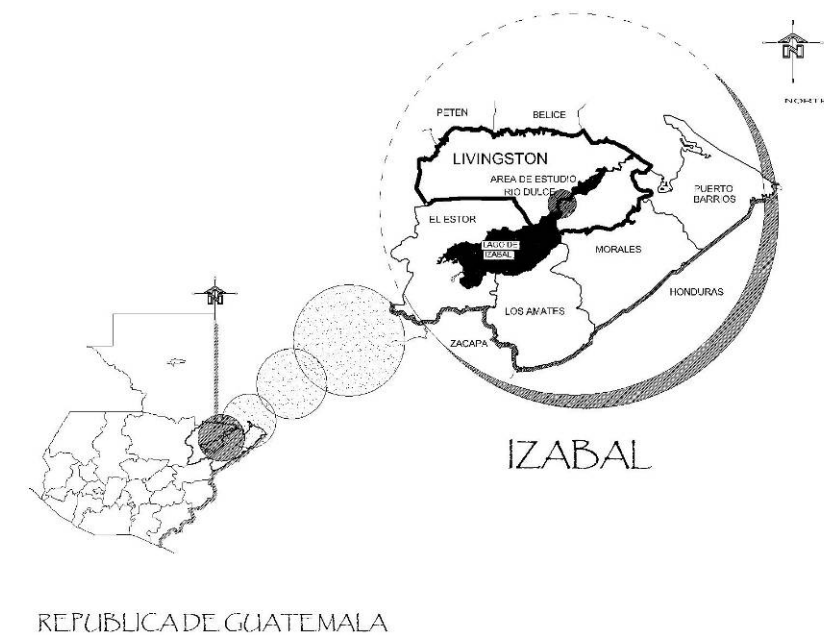 N
NORTE
PETEN
BELICE
LIVINGSTON
AREA DE ESTUDIO
RIO DULCE
PUERTO
BARRIOS
EL ESTOR
LAGO DE
IZABAL
MORALES
HONDURAS
LOS AMATES
ZACAPA
N
IZABAL
REPUBLICA DE GUATEMALA